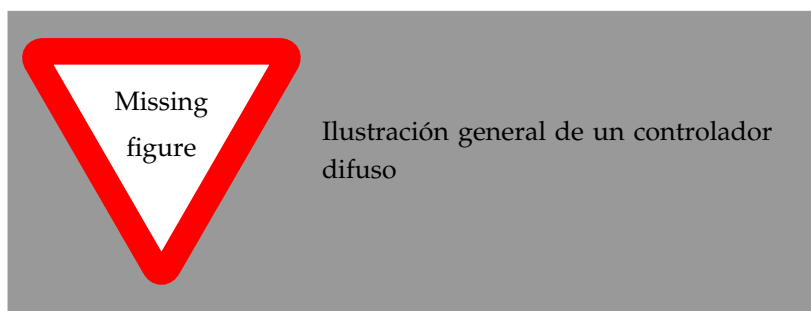 Missing
figure
Ilustración general de un controlador
difuso